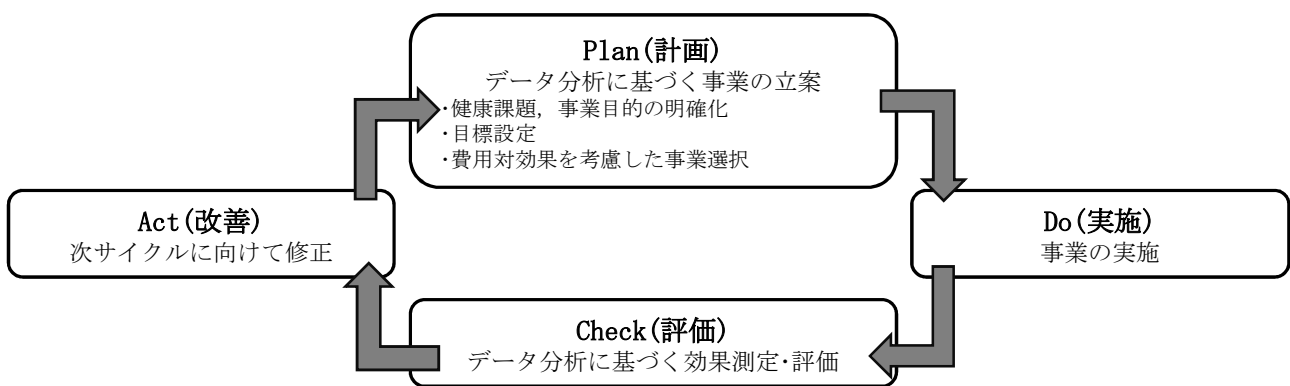 Plan(計画)
データ分析に基づく事業の立案
・健康課題，事業目的の明確化
・目標設定
・費用対効果を考慮した事業選択
Act(改善)
次サイクルに向けて修正
Do(実施)
事業の実施
Check(評価)
データ分析に基づく効果測定・評価